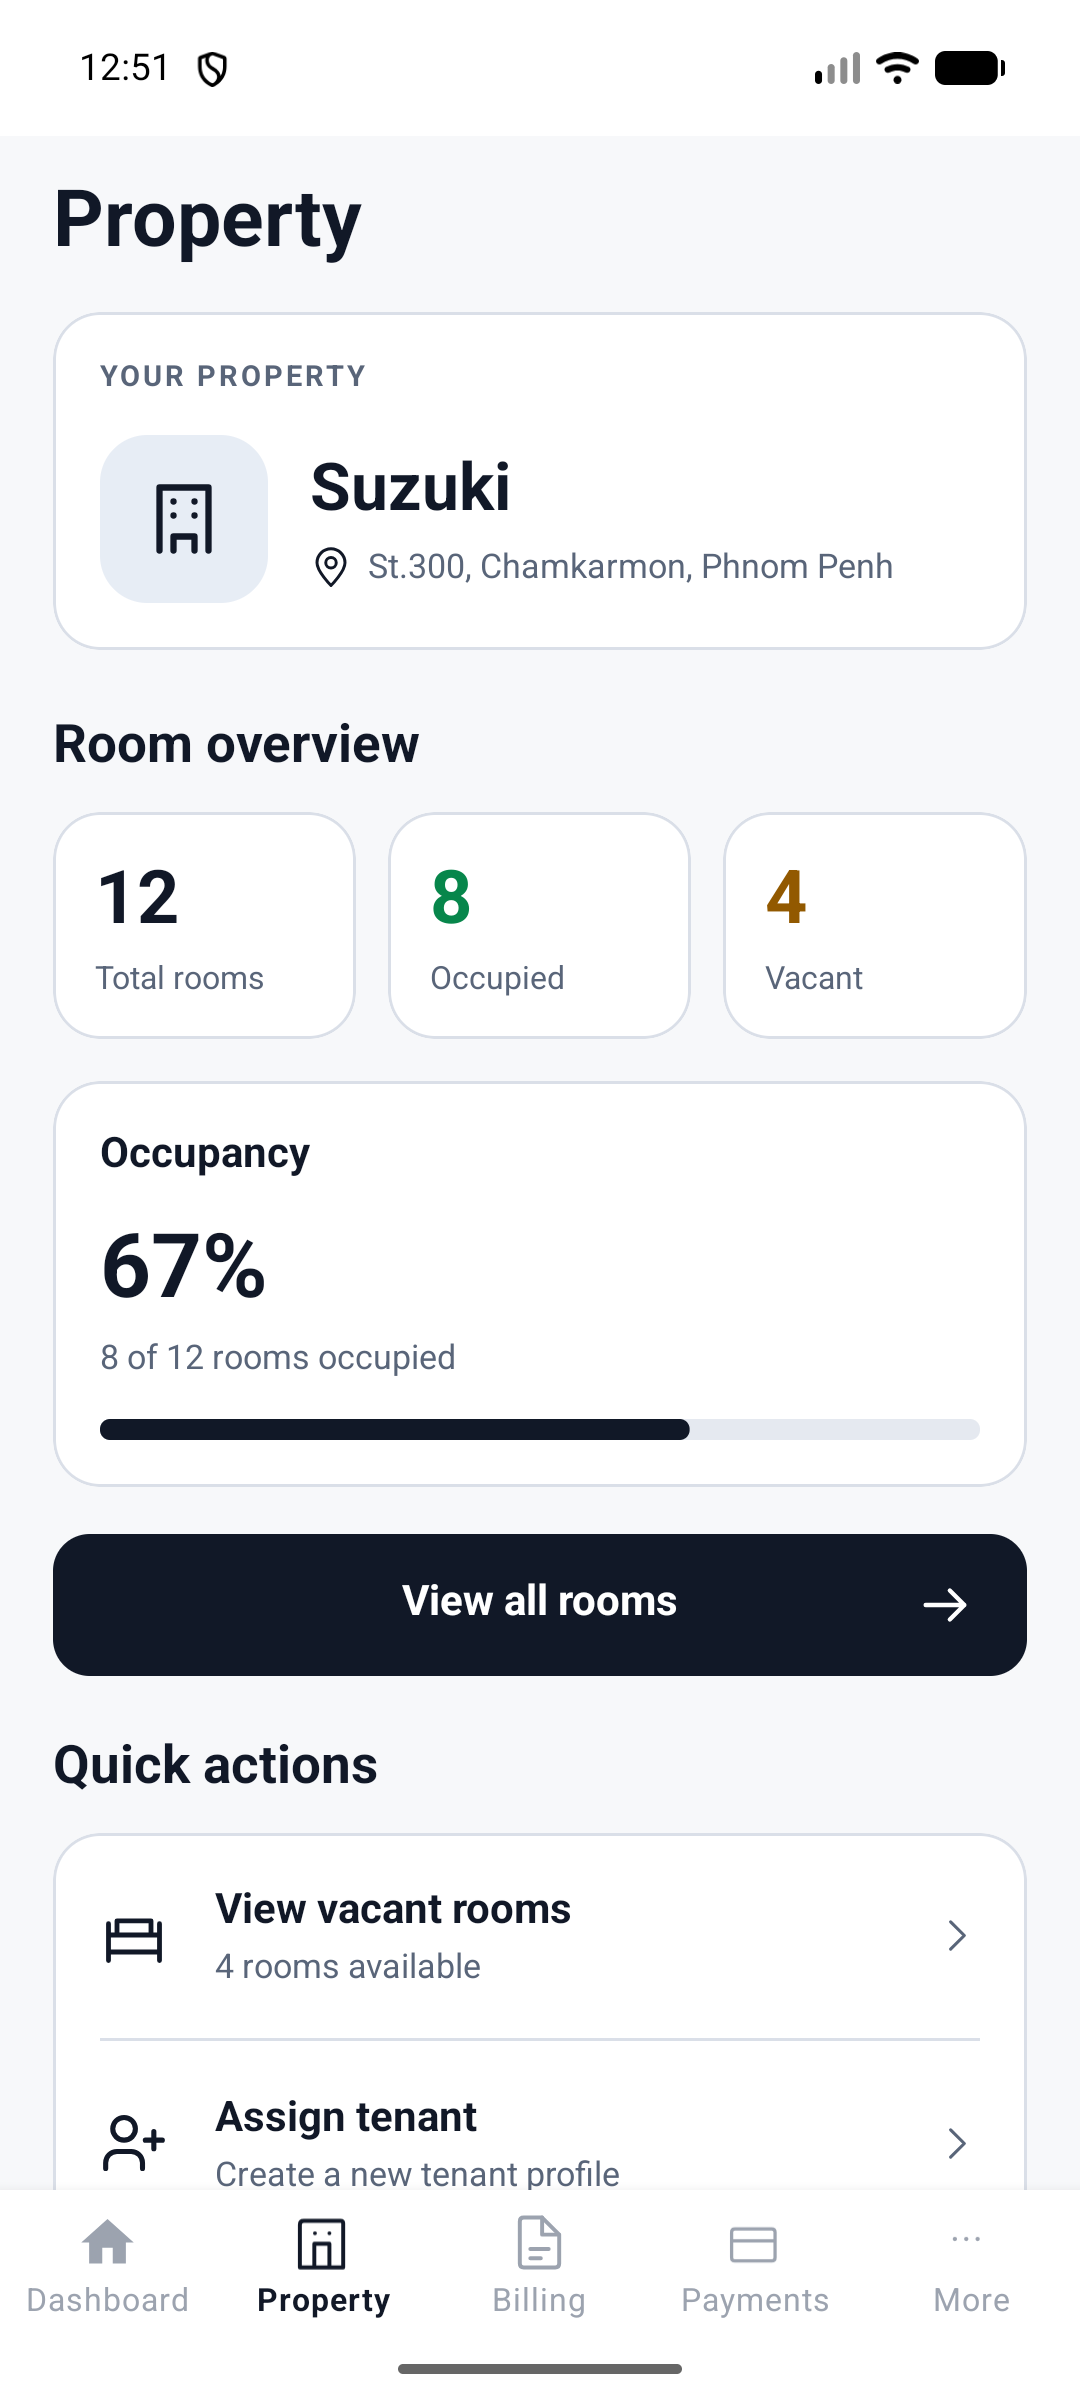 12:51
Property
YOUR PROPERTY
Suzuki
St.300, Chamkarmon, Phnom Penh
Room overview
12
Total rooms
8
Occupied
4
Vacant
Occupancy
67%
8 of 12 rooms occupied
View all rooms
Quick actions
View vacant rooms
4 rooms available
Assign tenant
Create a new tenant profile
Dashboard
Property
Billing
Payments
More